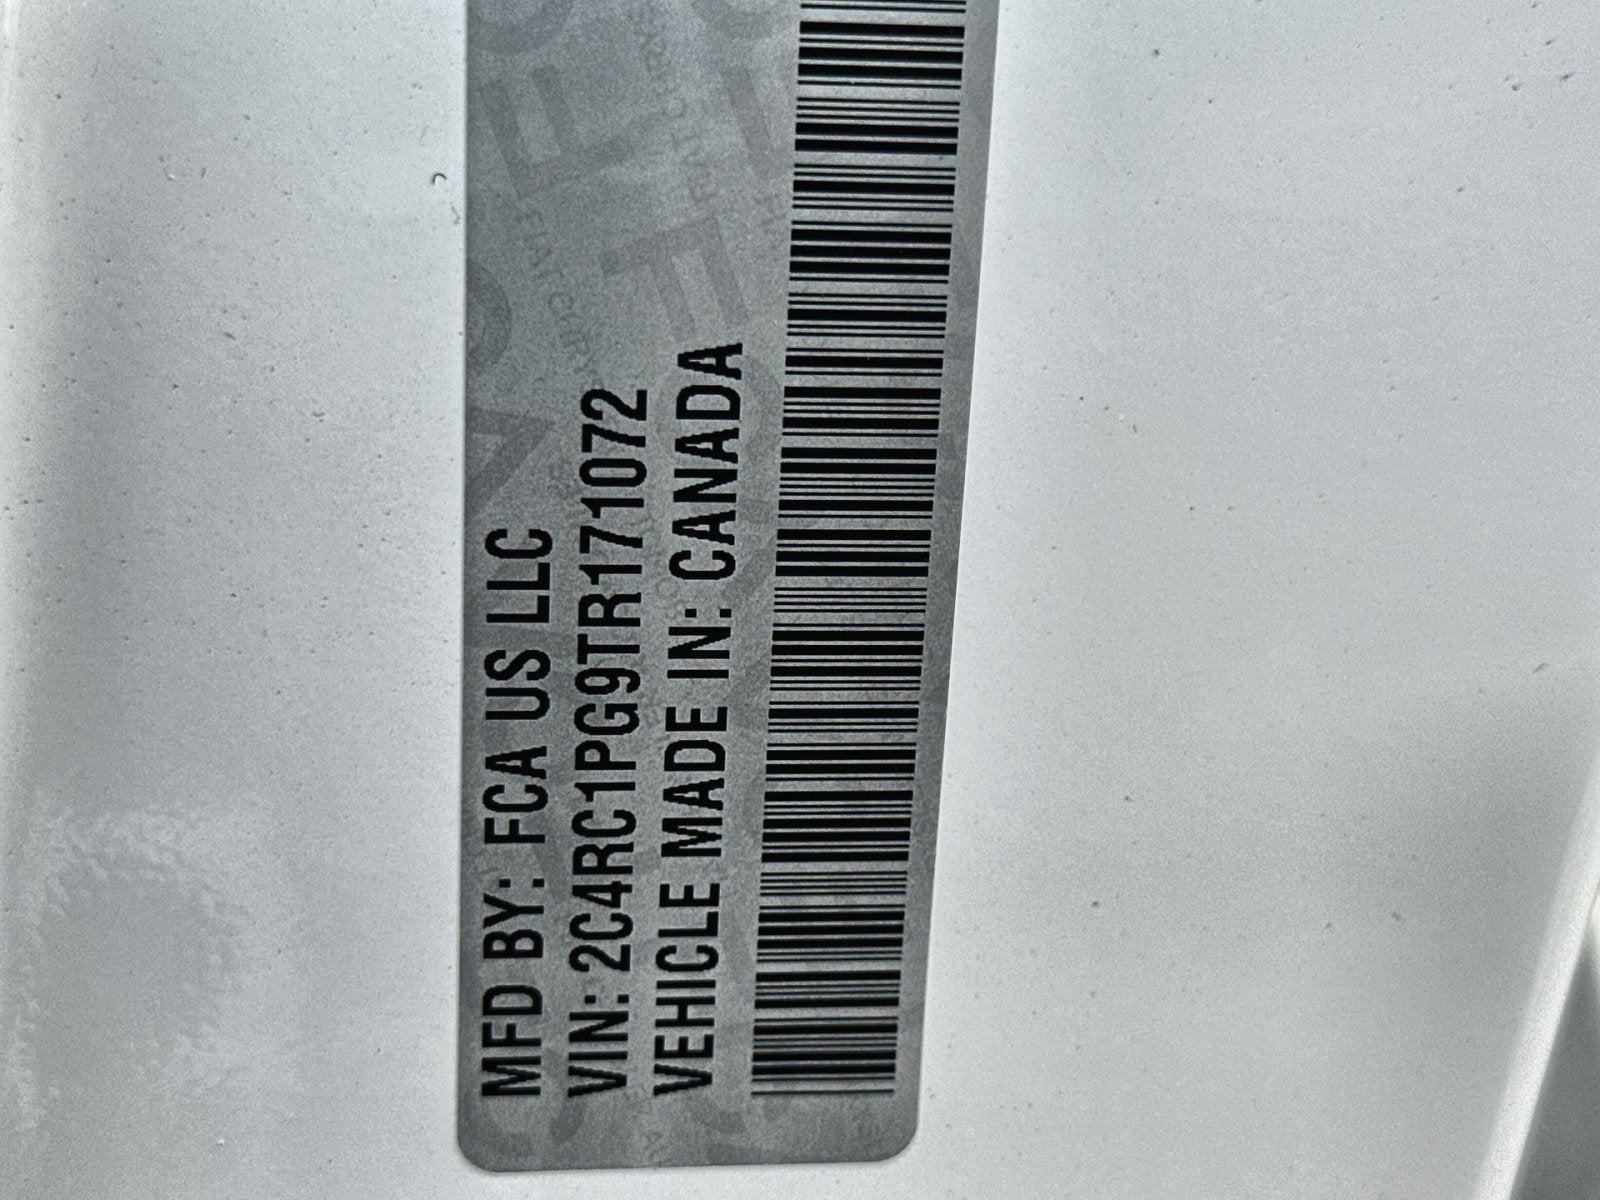 MFD BY: FCA US LLC
VIN: 2C4RC1PG9TR171072
VEHICLE MADE IN: CANADA